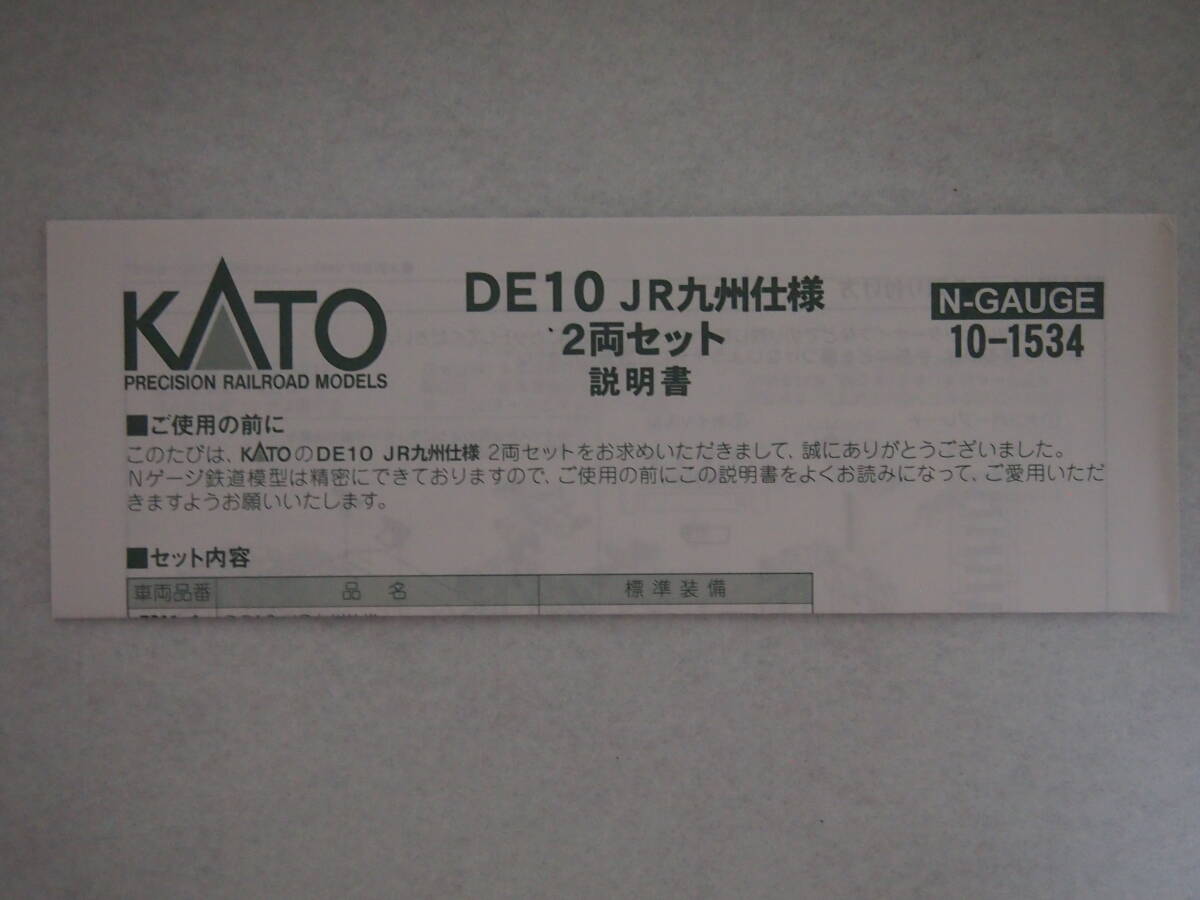 KATO
PRECISION RAILROAD MODELS
DE10 JR九州仕様
2両セット
説明書
N-GAUGE
10-1534
■ご使用の前に
このたびは、KATOのDE10 JR九州仕様 2両セットをお求めいただきまして、誠にありがとうございました。
Nゲージ鉄道模型は精密にできておりますので、ご使用の前にこの説明書をよくお読みになって、ご愛用いただ
きますようお願いいたします。
■セット内容
車両品番 品名 標準装備